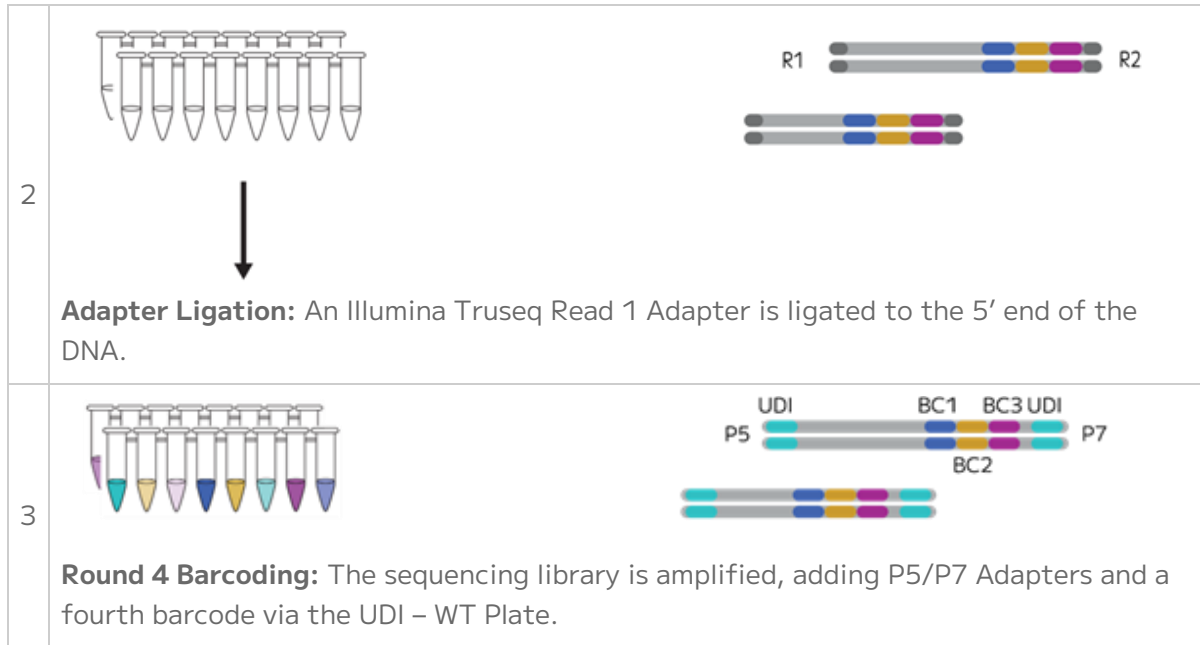 2
R1
R2
Adapter Ligation: An Illumina Truseq Read 1 Adapter is ligated to the 5’ end of the
DNA.
3
UDI BC1 BC3 UDI
P5 P7
BC2
Round 4 Barcoding: The sequencing library is amplified, adding P5/P7 Adapters and a
fourth barcode via the UDI – WT Plate.